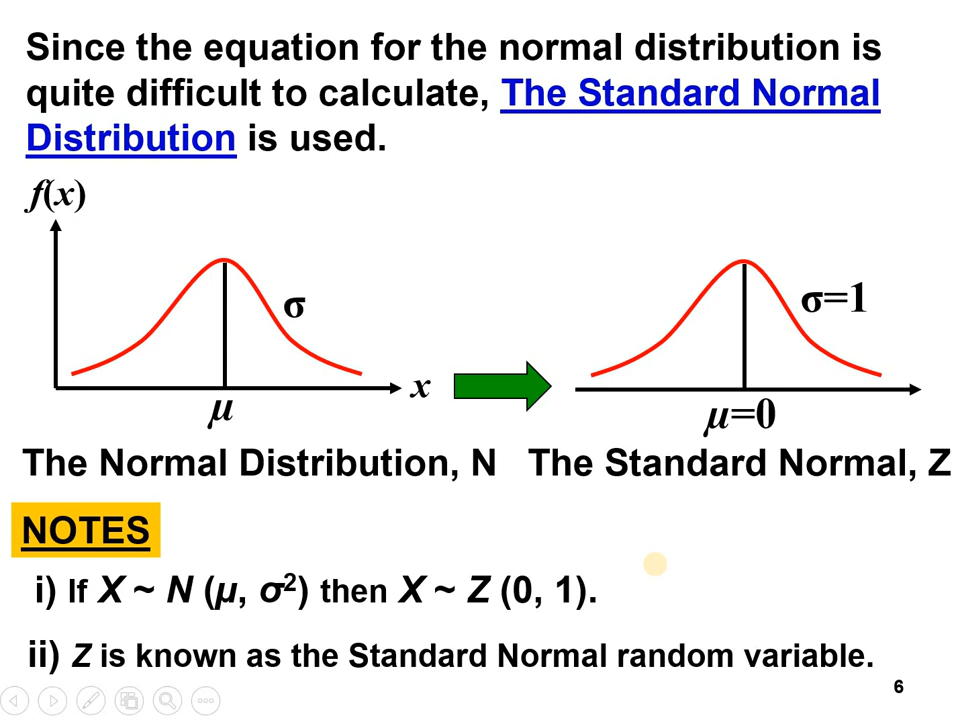 Since the equation for the normal distribution is
quite difficult to calculate, The Standard Normal
Distribution is used.
f(x)
σ
σ=1
x
μ
μ=0
The Normal Distribution, N
The Standard Normal, Z
NOTES
i) If X ~ N (μ, σ²) then X ~ Z (0, 1).
ii) Z is known as the Standard Normal random variable.
6